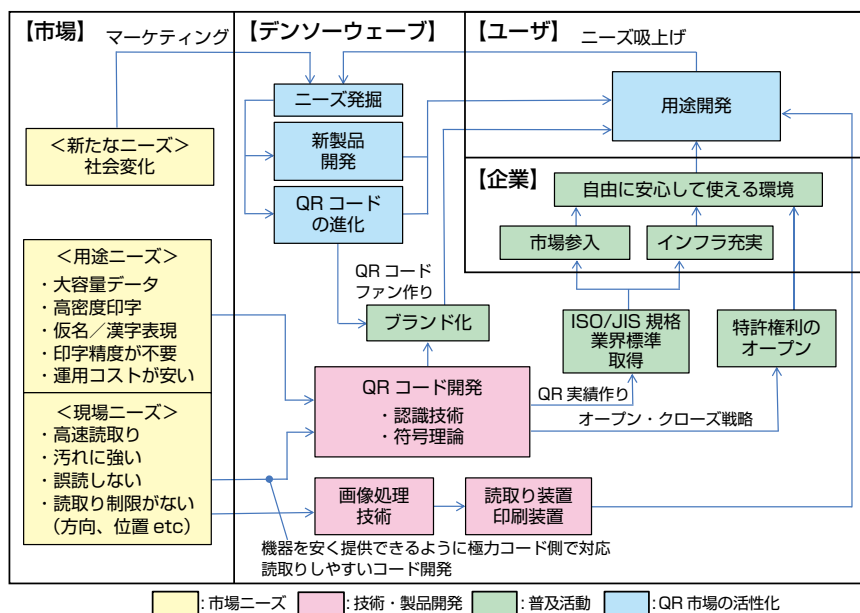 【市場】
マーケティング
【デンソーウェーブ】
【ユーザ】
ニーズ吸上げ
ニーズ発掘
用途開発
新製品
開発
＜新たなニーズ＞
社会変化
【企業】
自由に安心して使える環境
QR コード
の進化
市場参入
インフラ充実
＜用途ニーズ＞
・大容量データ
・高密度印字
・仮名／漢字表現
・印字精度が不要
・運用コストが安い
QR コード
ファン作り
ブランド化
ISO/JIS 規格
業界標準
取得
特許権利の
オープン
QR コード開発
・認識技術
・符号理論
QR 実績作り
オープン・クローズ戦略
＜現場ニーズ＞
・高速読取り
・汚れに強い
・誤読しない
・読取り制限がない
（方向、位置 etc）
画像処理
技術
読取り装置
印刷装置
機器を安く提供できるように極力コード側で対応
読取りしやすいコード開発
：市場ニーズ
：技術・製品開発
：普及活動
：QR 市場の活性化